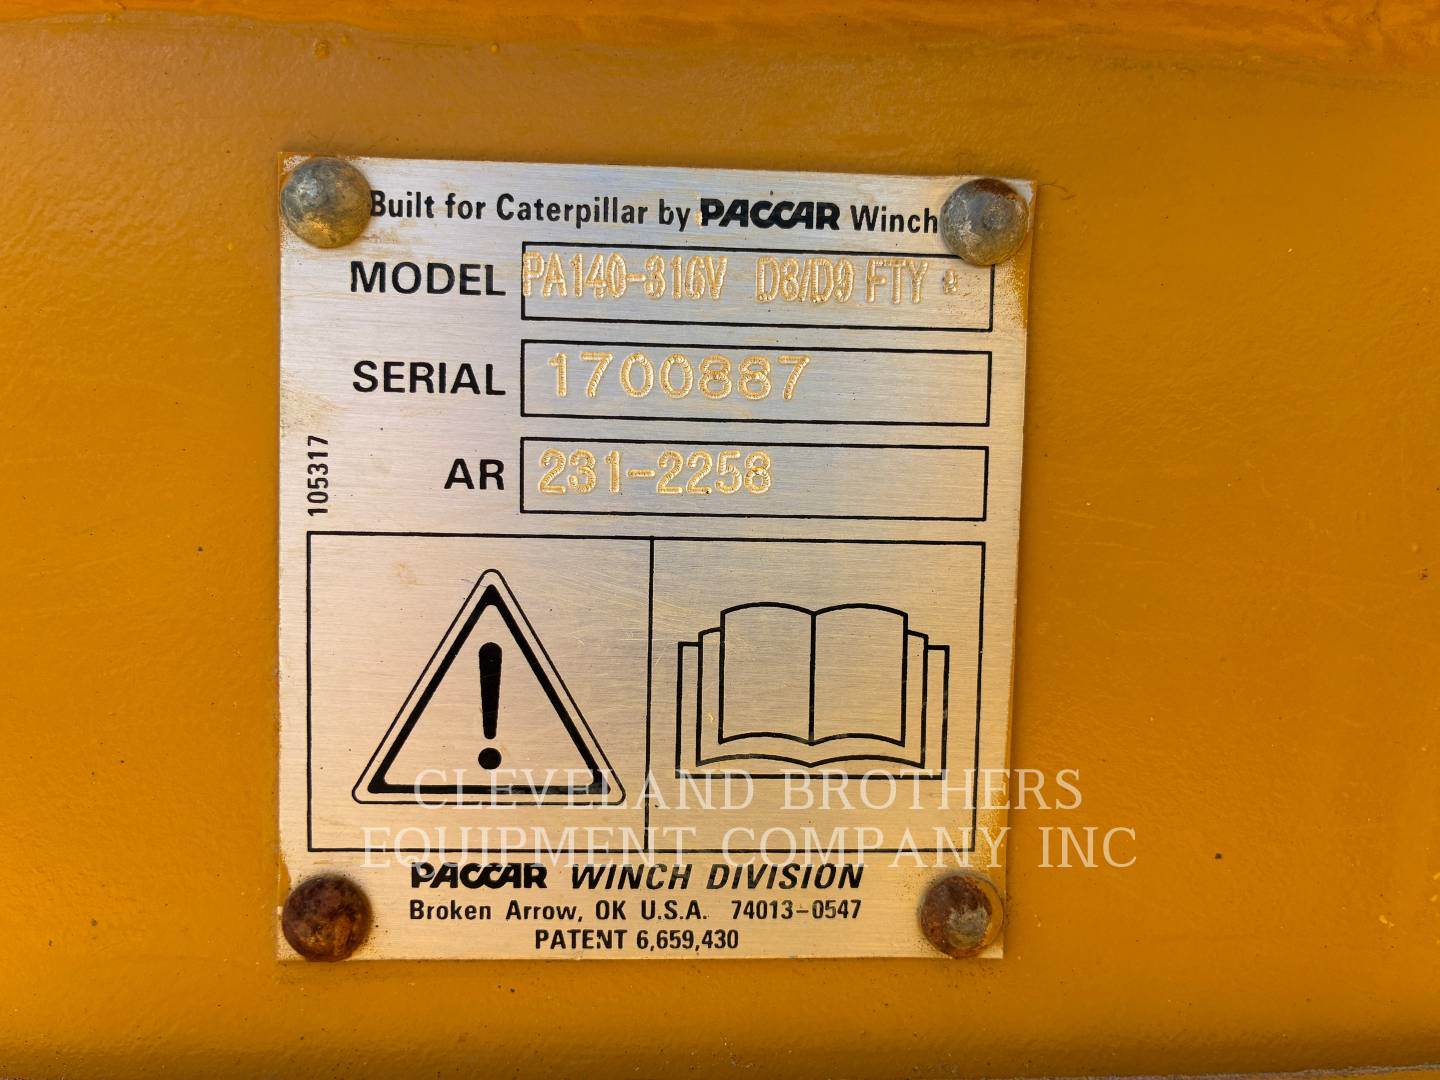 Built for Caterpillar by PACCAR Winch
MODEL PA140-316V D8/D9 FTY *
SERIAL 1700887
AR 231-2258
105317
CLEVELAND BROTHERS
EQUIPMENT COMPANY INC
PACCAR WINCH DIVISION
Broken Arrow, OK U.S.A. 74013-0547
PATENT 6,659,430